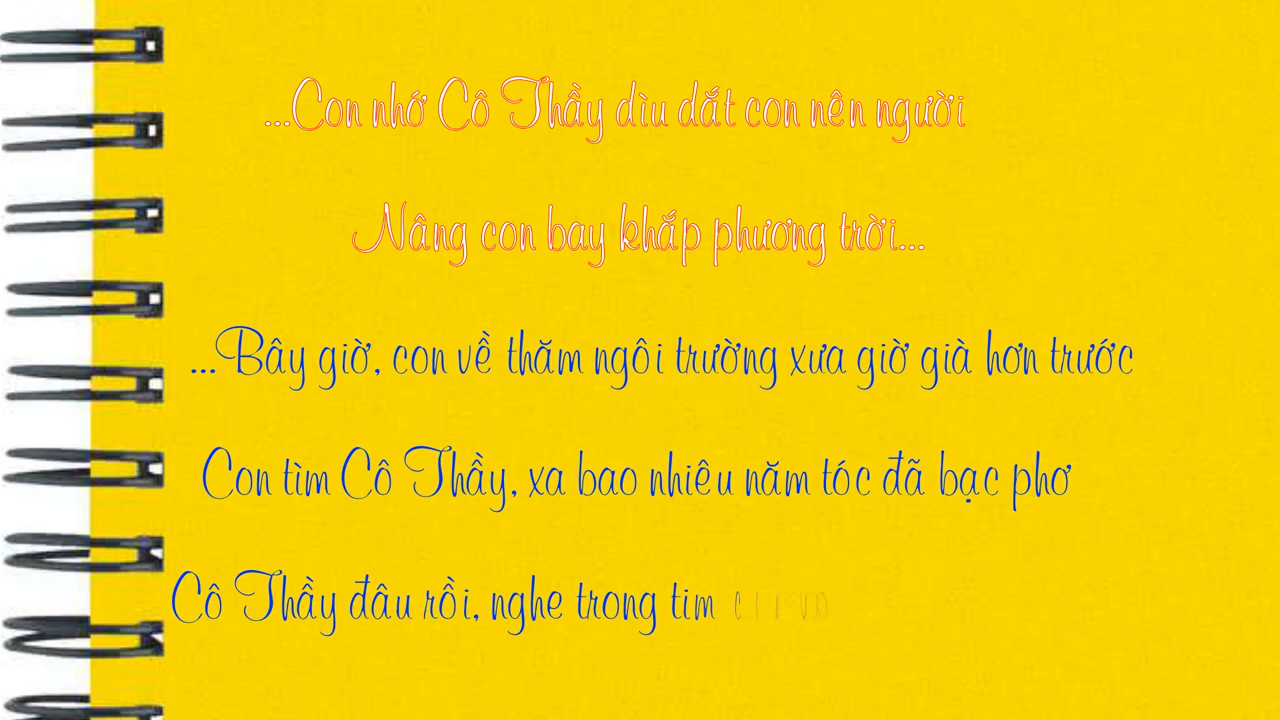 ...Con nhớ Cô Thầy dìu dắt con nên người
Nâng con bay khắp phương trời...
...Bây giờ, con về thăm ngôi trường xưa giờ già hơn trước
Con tìm Cô Thầy, xa bao nhiêu năm tóc đã bạc phơ
Cô Thầy đâu rồi, nghe trong tim